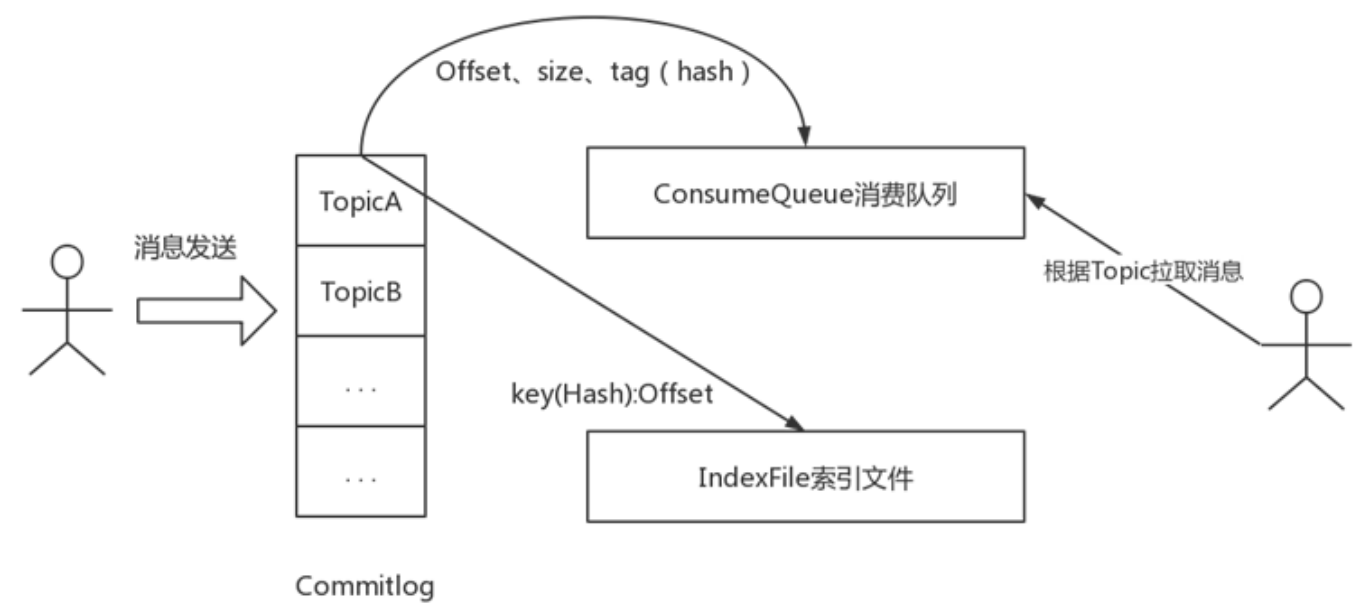 Offset、size、tag（hash）
TopicA
ConsumeQueue消费队列
消息发送
根据Topic拉取消息
TopicB
. . .
key(Hash):Offset
. . .
IndexFile索引文件
Commitlog